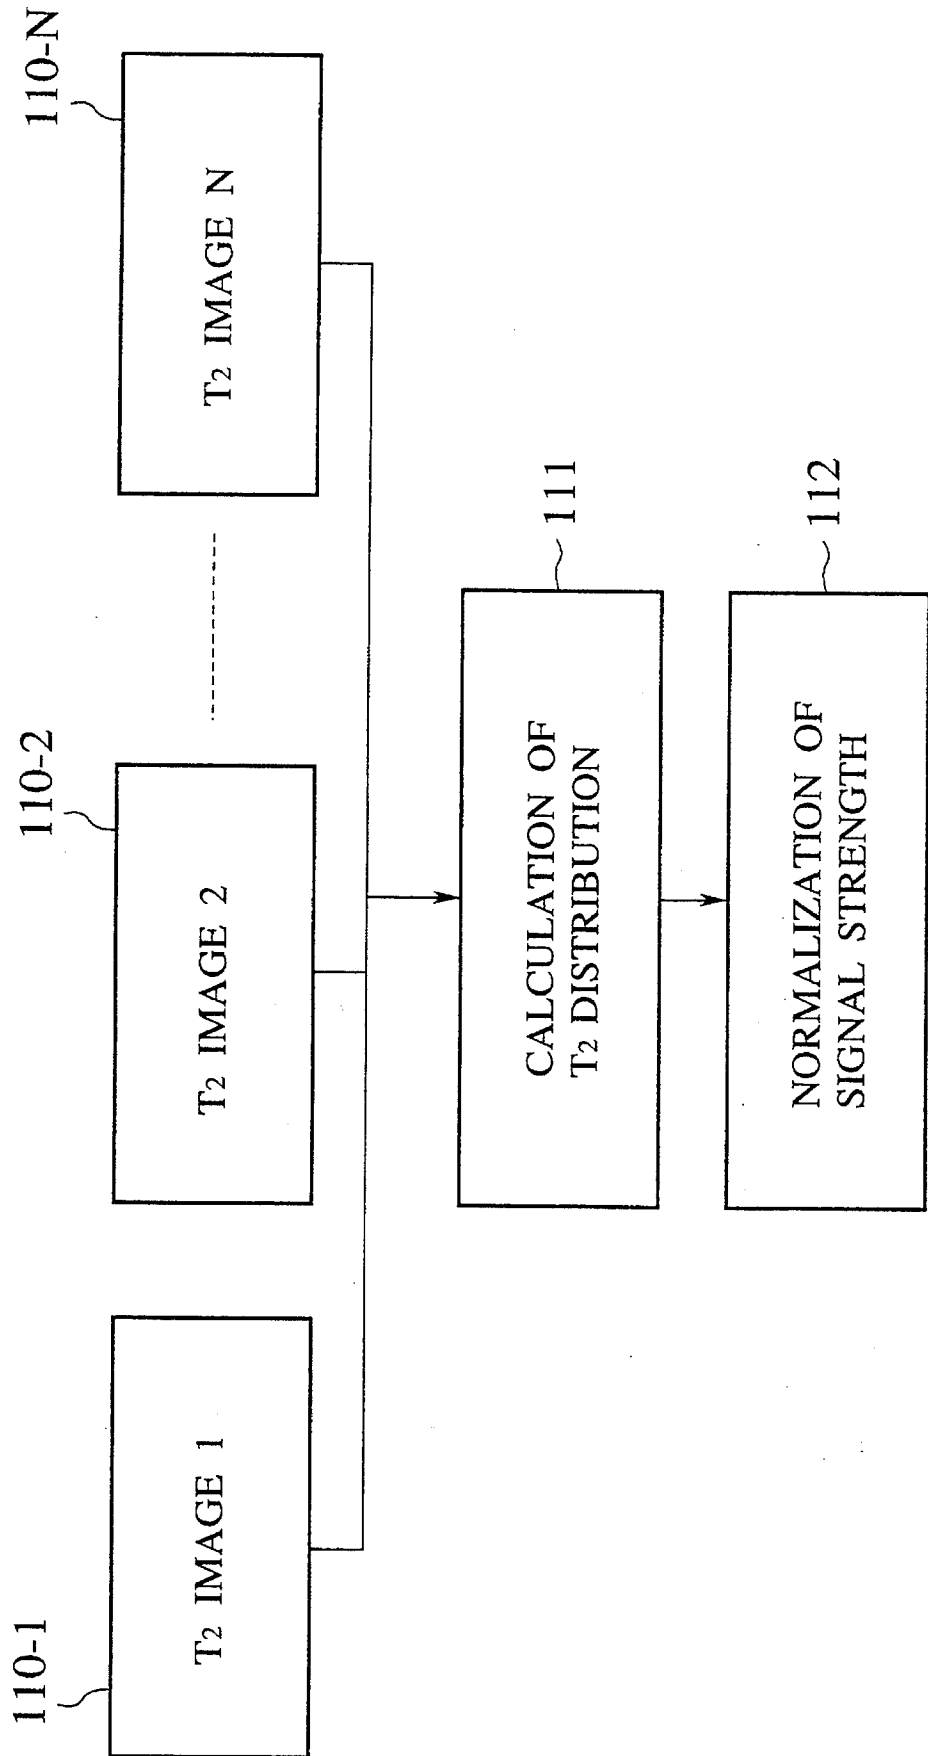 110-1
110-2
110-N
T2 IMAGE 1
T2 IMAGE 2
T2 IMAGE N
CALCULATION OF
T2 DISTRIBUTION
111
NORMALIZATION OF
SIGNAL STRENGTH
112